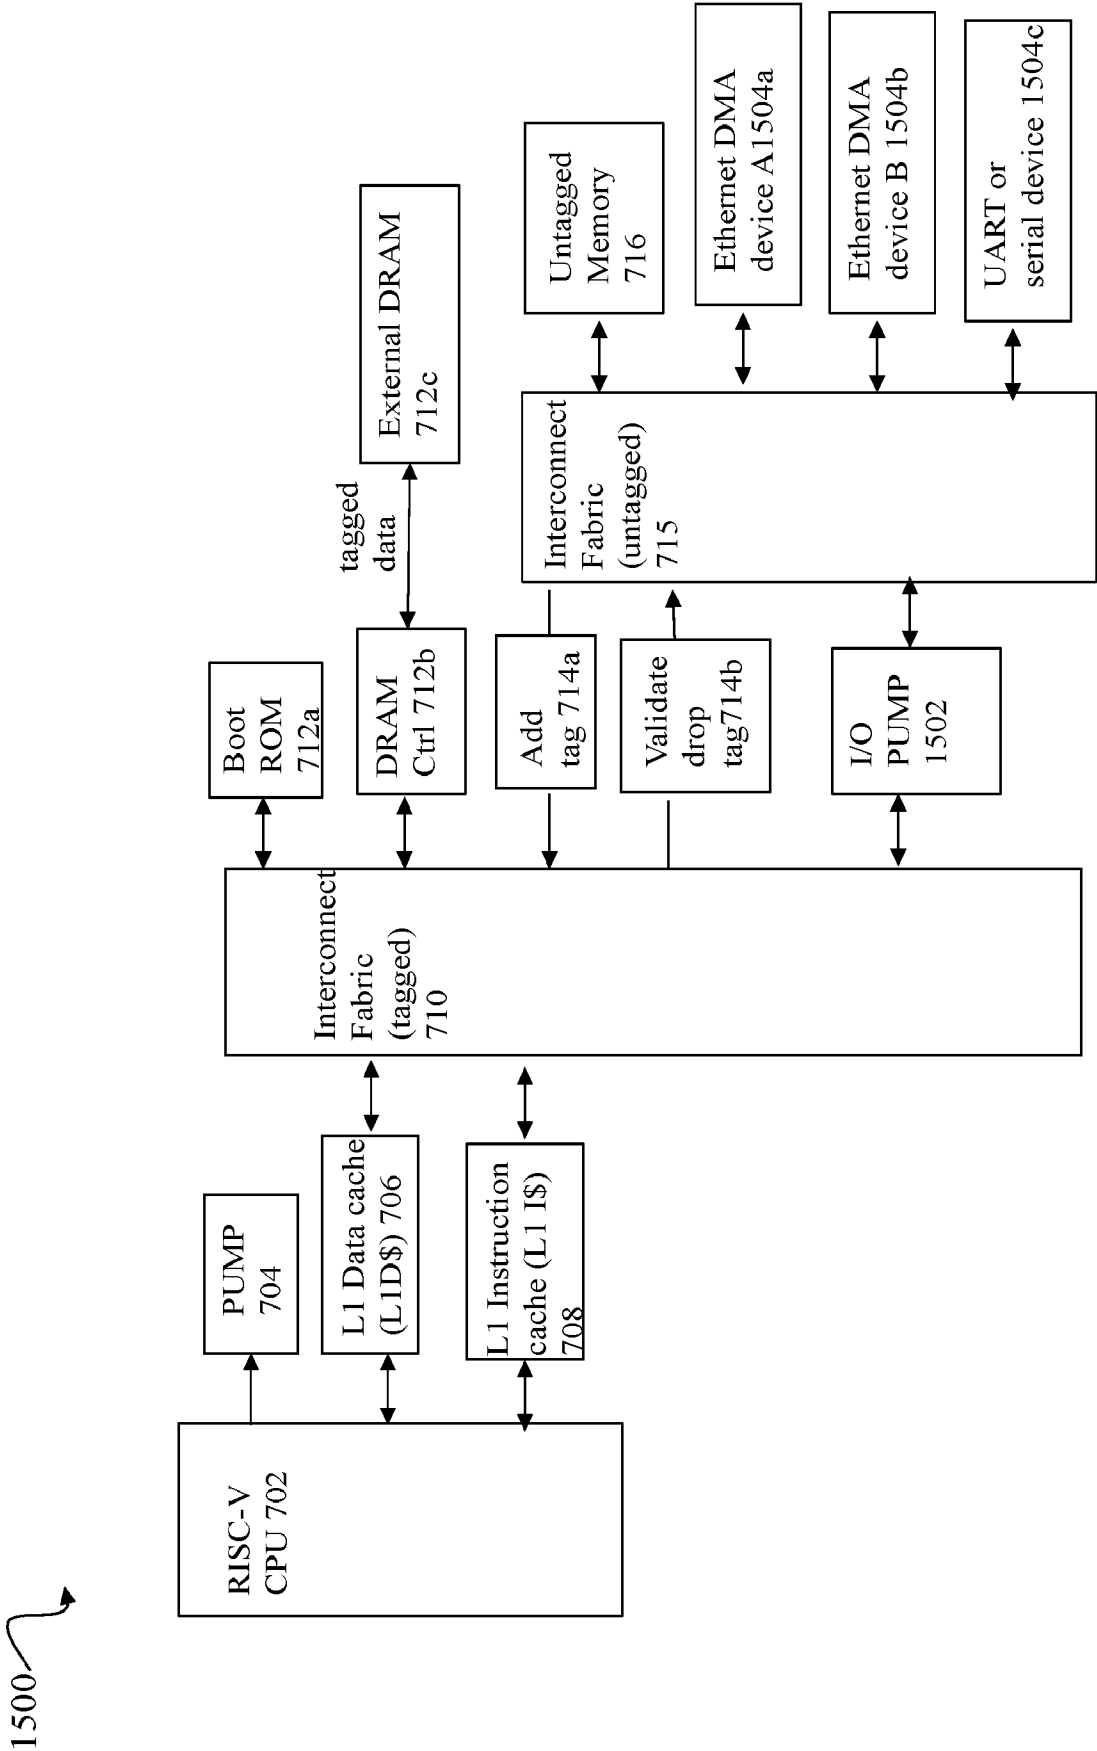 1500
RISC-V
CPU 702
PUMP
704
L1 Data cache
(L1D$) 706
L1 Instruction
cache (L1 I$)
708
Interconnect
Fabric
(tagged)
710
Boot
ROM
712a
DRAM
Ctrl 712b
tagged
data
External DRAM
712c
Add
tag 714a
Validate
drop
tag714b
I/O
PUMP
1502
Interconnect
Fabric
(untagged)
715
Untagged
Memory
716
Ethernet DMA
device A1504a
Ethernet DMA
device B 1504b
UART or
serial device 1504c